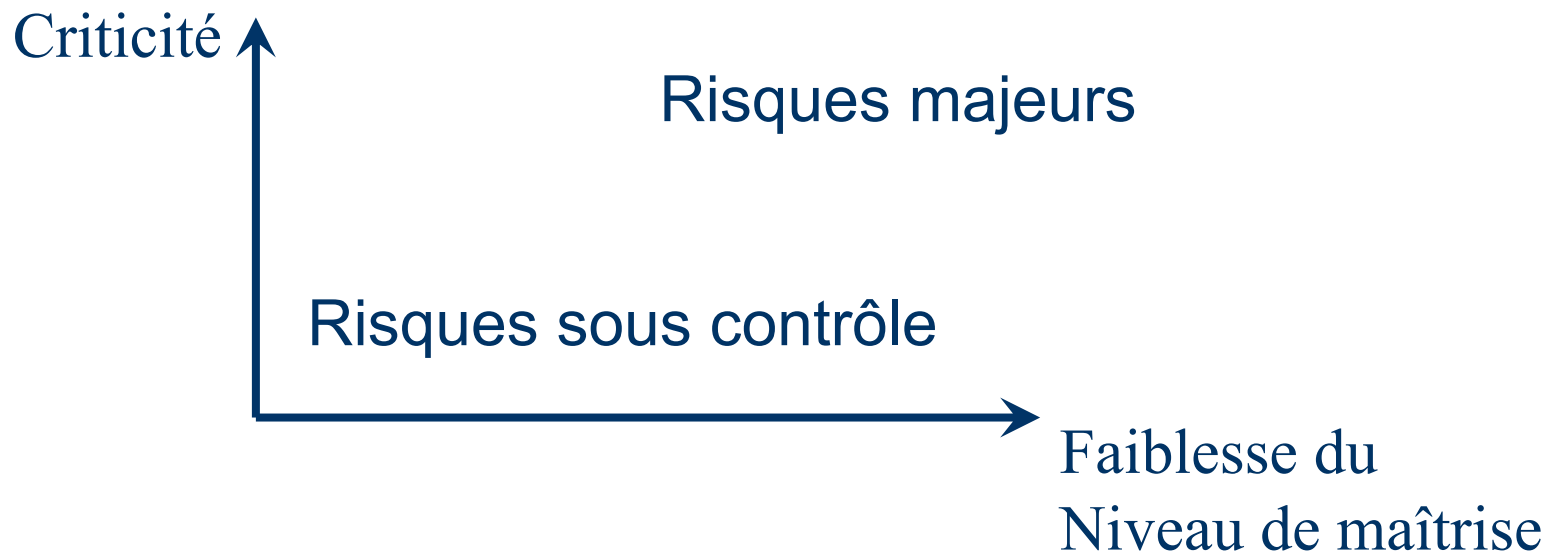 Criticité
Risques majeurs
Risques sous contrôle
Faiblesse du
Niveau de maîtrise